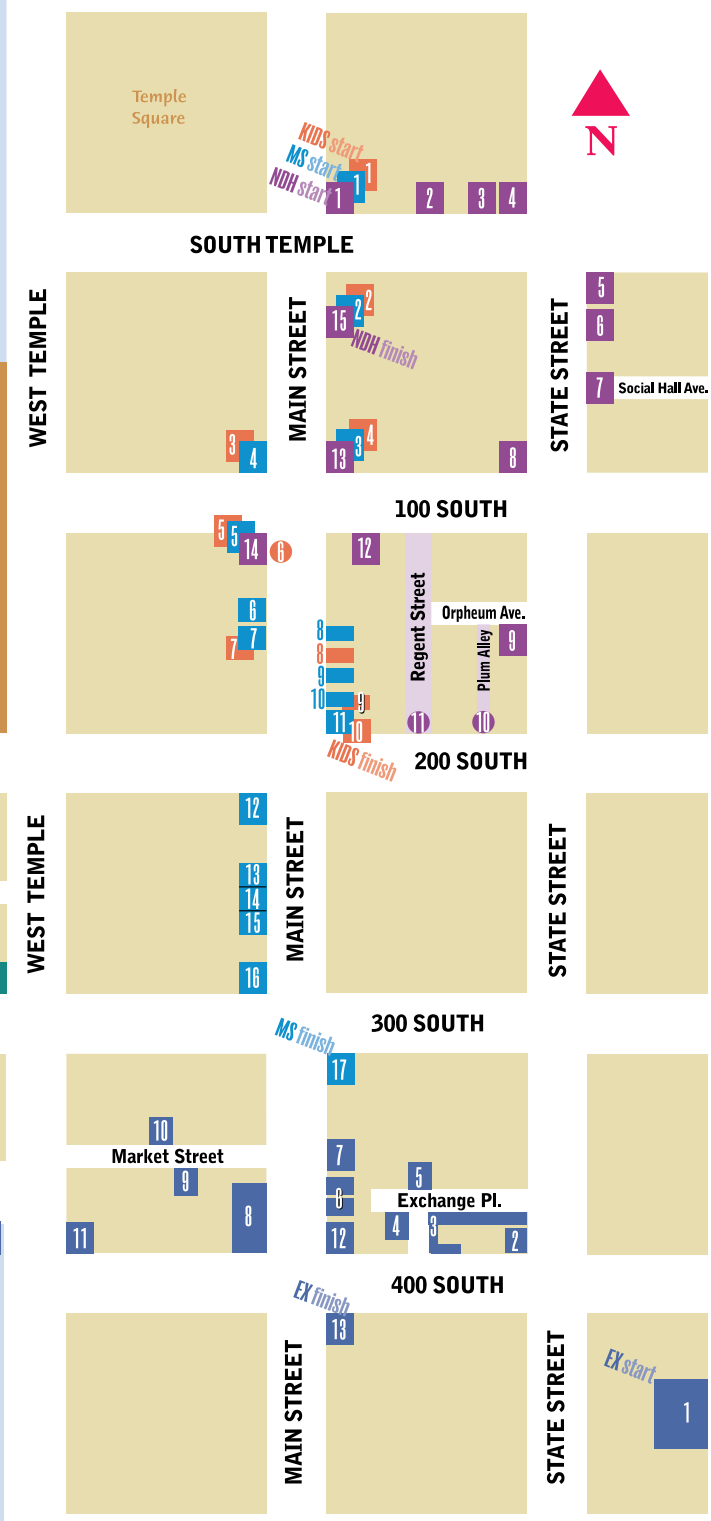 Temple
Square
N
KIDS start
MS start
NDH start
1
1
1
2
3
4
SOUTH TEMPLE
WEST TEMPLE
MAIN STREET
STATE STREET
2
2
15
NDH finish
5
6
7
Social Hall Ave.
3
4
4
3
13
8
100 SOUTH
5
5
14
6
12
Regent Street
Orpheum Ave.
Plum Alley
9
6
7
7
8
8
9
10
9
11
10
11
10
KIDS finish
200 SOUTH
WEST TEMPLE
MAIN STREET
STATE STREET
12
13
14
15
16
300 SOUTH
MS finish
17
10
Market Street
9
8
11
7
6
12
5
Exchange Pl.
4
3
2
400 SOUTH
EX finish
13
MAIN STREET
STATE STREET
EX start
1